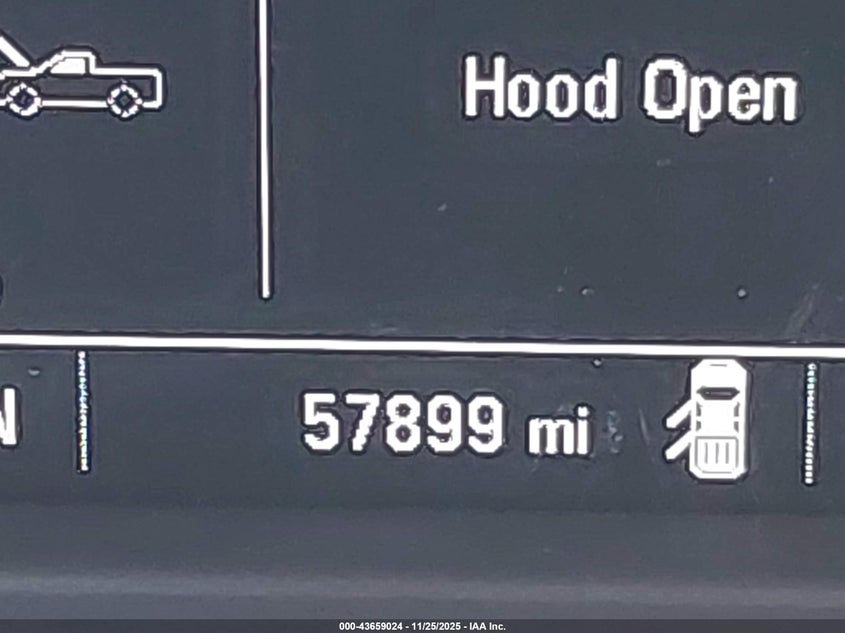 Hood Open
N
57899 mi
000-43659024 - 11/25/2025 - IAA Inc.